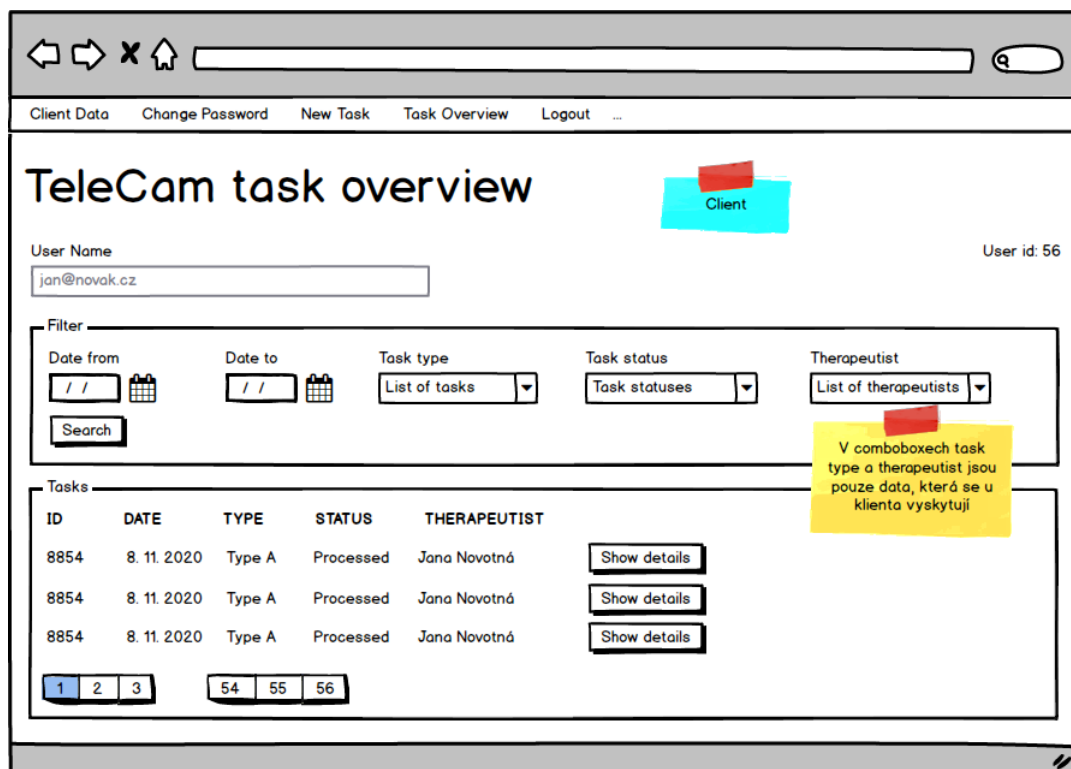 Client Data Change Password New Task Task Overview Logout ...
TeleCam task overview
Client
User Name
User id: 56
jan@novak.cz
Filter
Date from Date to Task type Task status Therapeutist
/ / / / List of tasks Task statuses List of therapeutists
Search
V comboboxech task
type a therapeutist jsou
pouze data, která se u
klienta vyskytují
Tasks
ID DATE TYPE STATUS THERAPEUTIST
8854 8. 11. 2020 Type A Processed Jana Novotná Show details
8854 8. 11. 2020 Type A Processed Jana Novotná Show details
8854 8. 11. 2020 Type A Processed Jana Novotná Show details
1 2 3 54 55 56